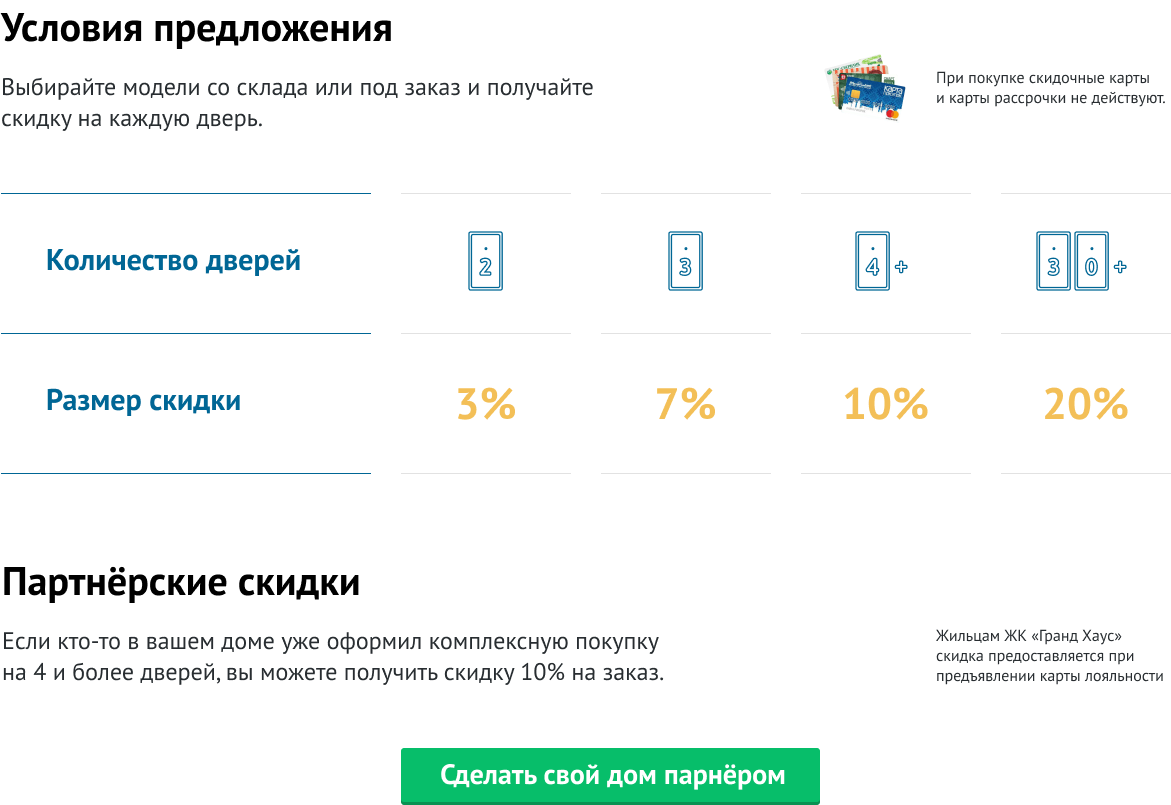 Условия предложения
Выбирайте модели со склада или под заказ и получайте
скидку на каждую дверь.
При покупке скидочные карты
и карты рассрочки не действуют.
Количество дверей
2
3
4+
30+
Размер скидки
3%
7%
10%
20%
Партнёрские скидки
Если кто-то в вашем доме уже оформил комплексную покупку
на 4 и более дверей, вы можете получить скидку 10% на заказ.
Жильцам ЖК «Гранд Хаус»
скидка предоставляется при
предъявлении карты лояльности
Сделать свой дом парнёром